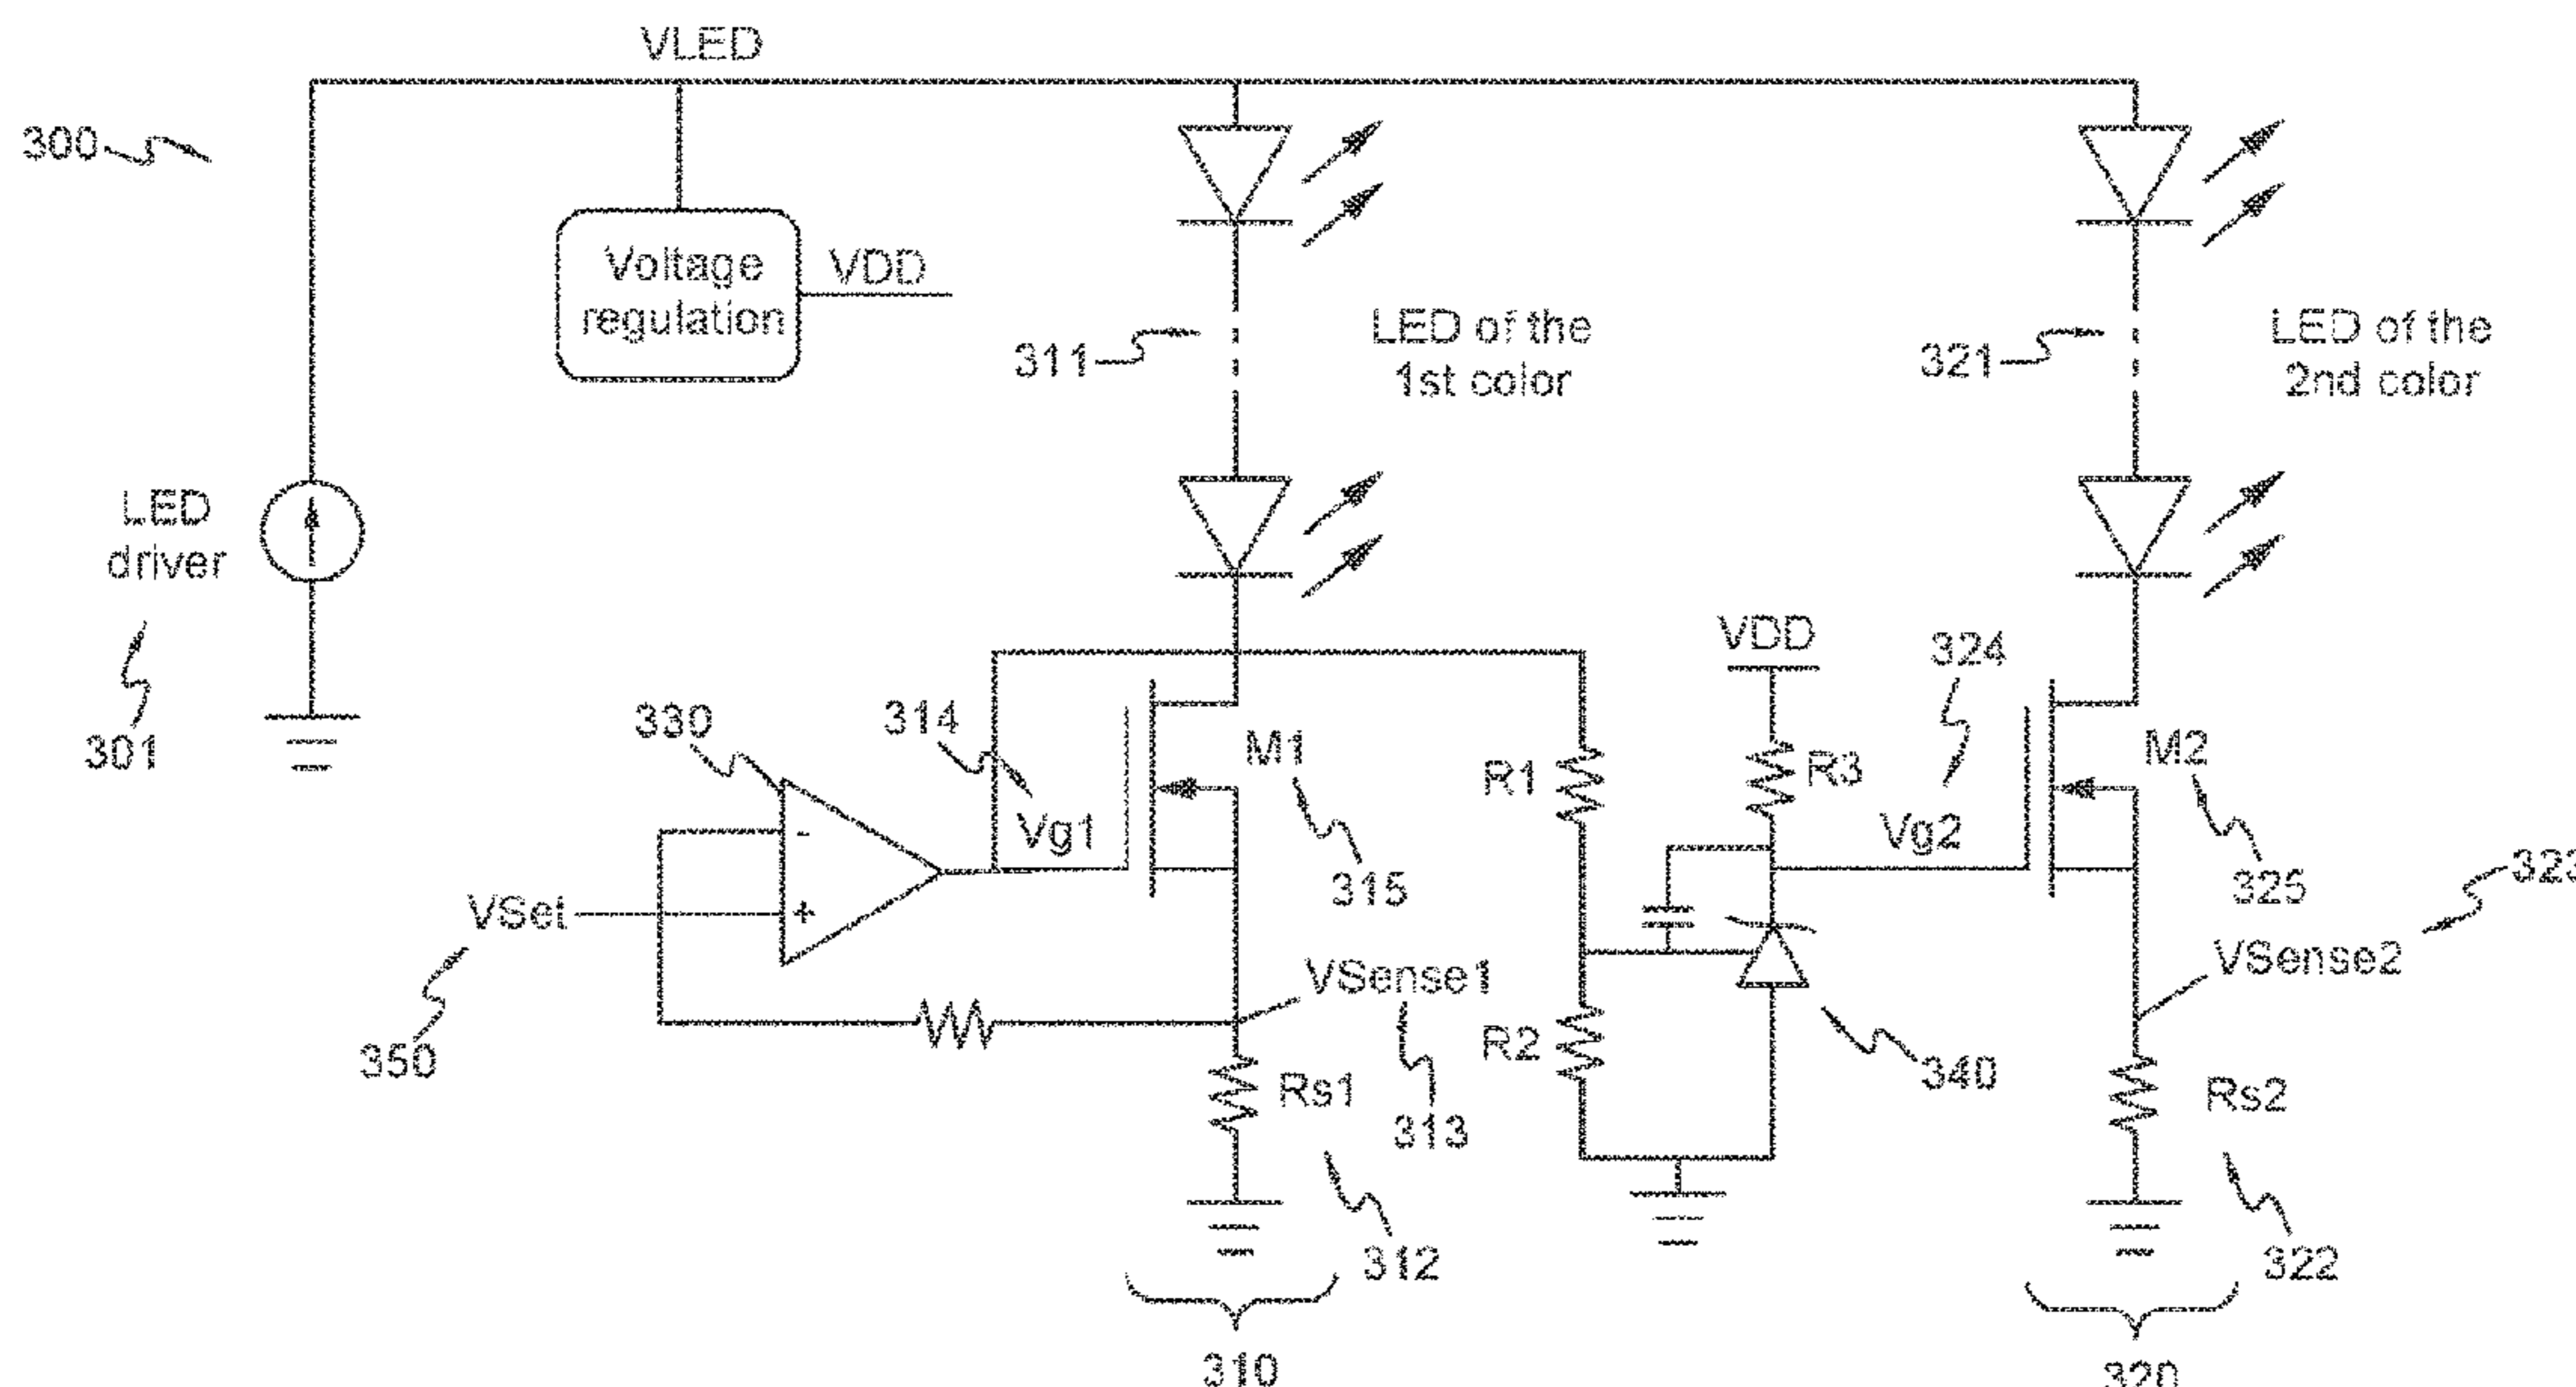 VLED
300
Voltage
regulation
VDD
311
LED of the
1st color
321
LED of the
2nd color
LED
driver
301
330
314
Vg1
M1
315
VDD
R1
R3
324
Vg2
M2
325
323
VSet
-
+
350
VSense1
313
R2
340
VSense2
Rs1
312
Rs2
322
310
320